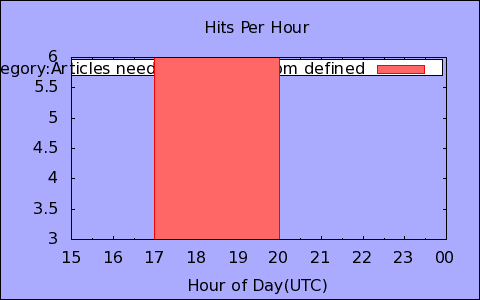 Hits Per Hour
6
egory:Articles need om defined
5.5
5
4.5
4
3.5
3
15 16 17 18 19 20 21 22 23 00
Hour of Day(UTC)